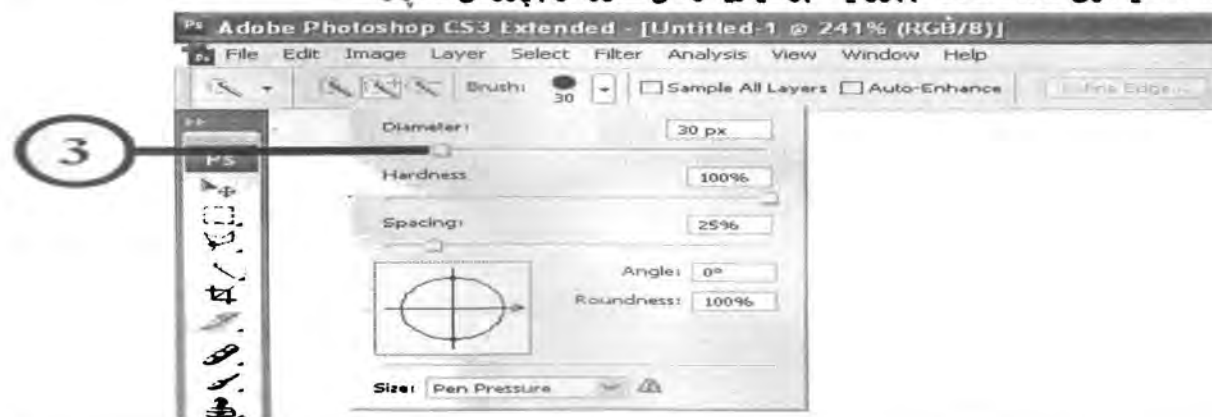 Adobe Photoshop CS3 Extended - [Untitled-1 @ 241% (RGB/8)]
File Edit Image Layer Select Filter Analysis View Window Help
Brush: 30 Sample All Layers Auto-Enhance Refine Edge...
Diameter: 30 px
3
PS
Hardness 100%
Spacing: 25%
Angle: 0°
Roundness: 100%
Size: Pen Pressure